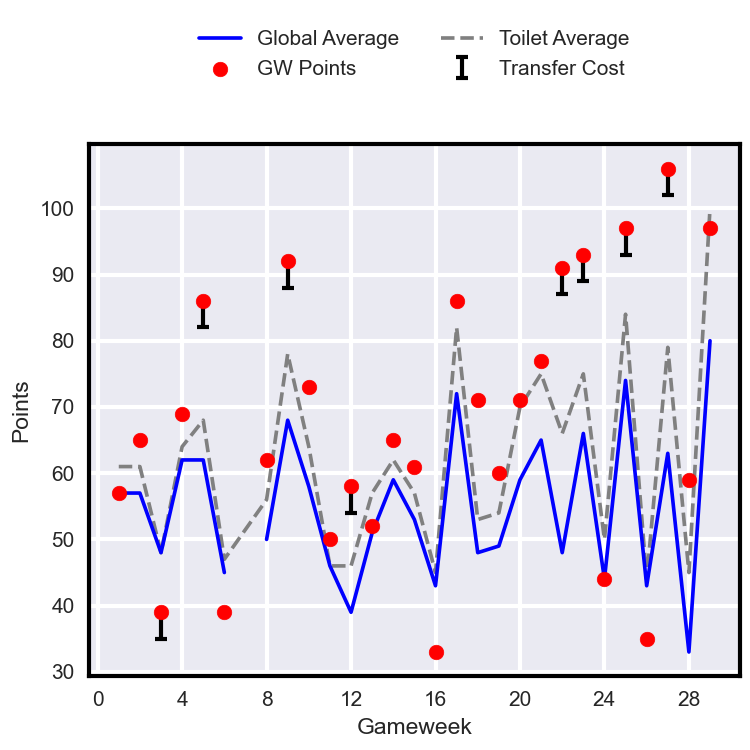 Global Average
Toilet Average
GW Points
Transfer Cost
100
90
80
70
60
50
40
30
Points
0 4 8 12 16 20 24 28
Gameweek